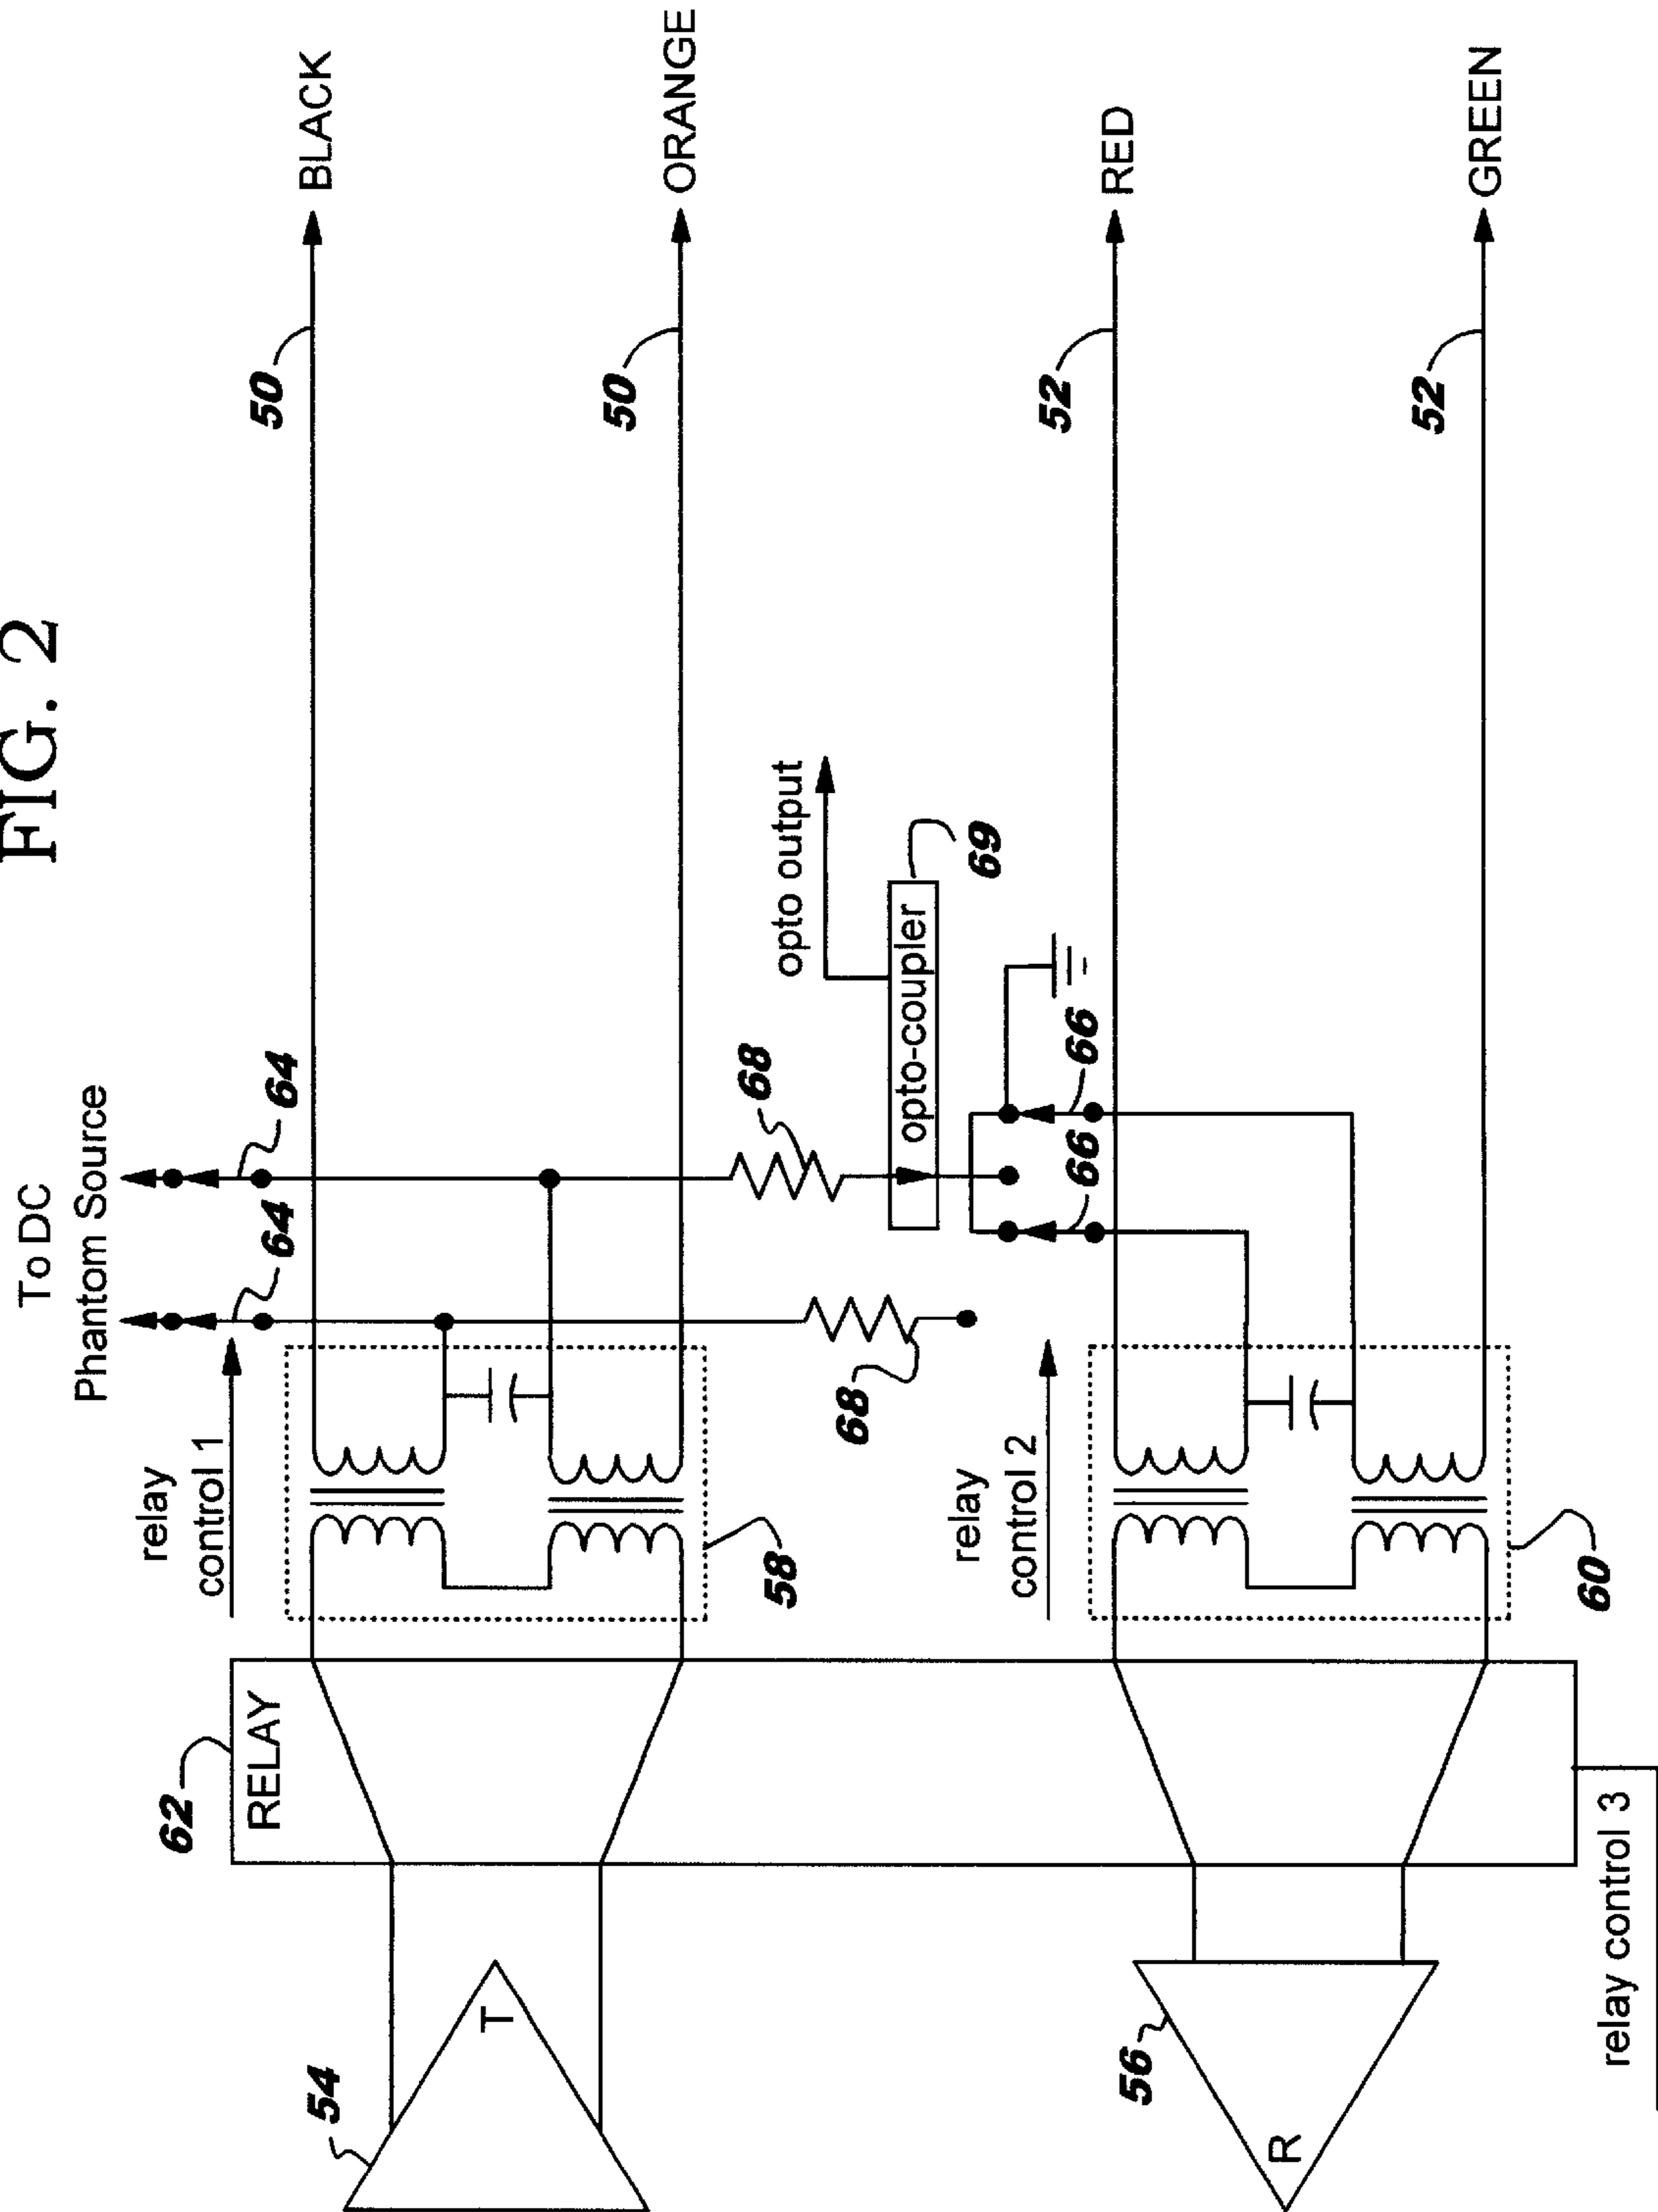 FIG. 2
To DC
Phantom Source
relay
control 1
64
64
50
BLACK
50
ORANGE
62
RELAY
58
68
68
opto output
opto-coupler
69
54
T
relay
control 2
66
66
52
RED
52
GREEN
60
56
R
relay control 3